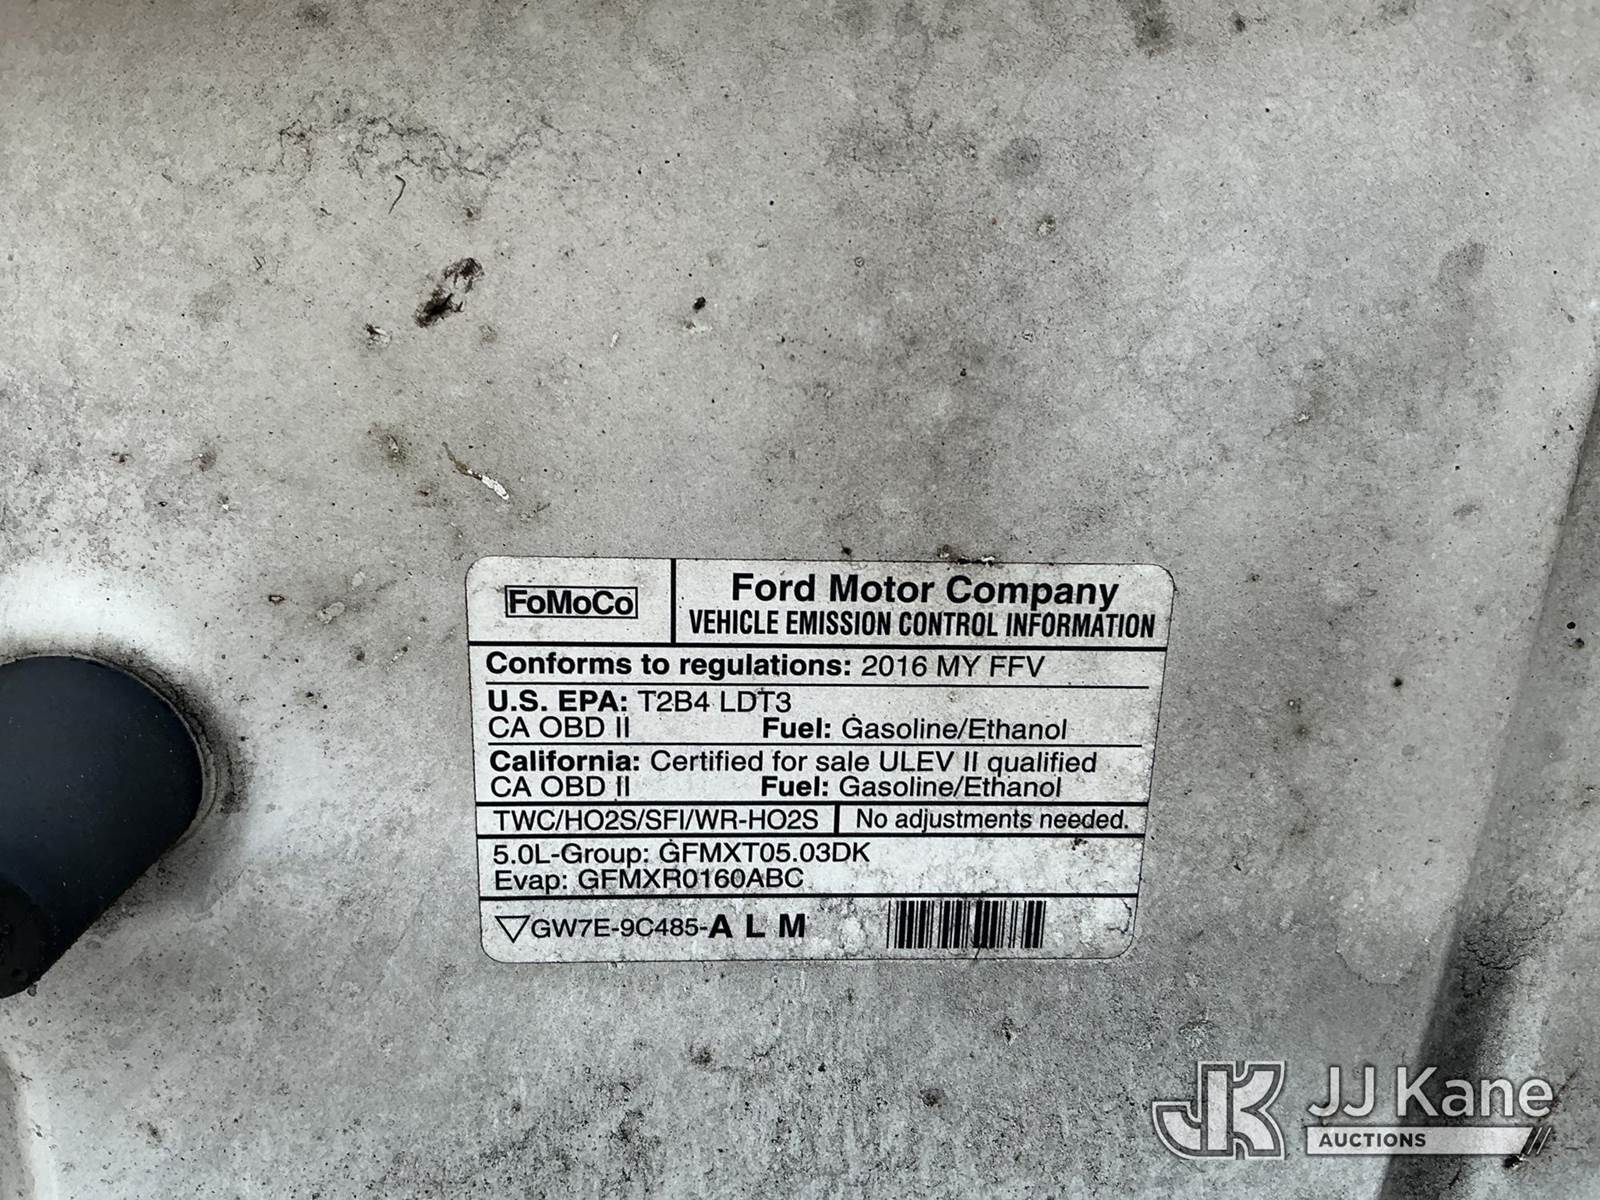 FoMoCo
Ford Motor Company
VEHICLE EMISSION CONTROL INFORMATION
Conforms to regulations: 2016 MY FFV
U.S. EPA: T2B4 LDT3
CA OBD II Fuel: Gasoline/Ethanol
California: Certified for sale ULEV II qualified
CA OBD II Fuel: Gasoline/Ethanol
TWC/HO2S/SFI/WR-HO2S No adjustments needed.
5.0L-Group: GFMXT05.03DK
Evap: GFMXR0160ABC
GW7E-9C485-A L M
JK JJ Kane
AUCTIONS